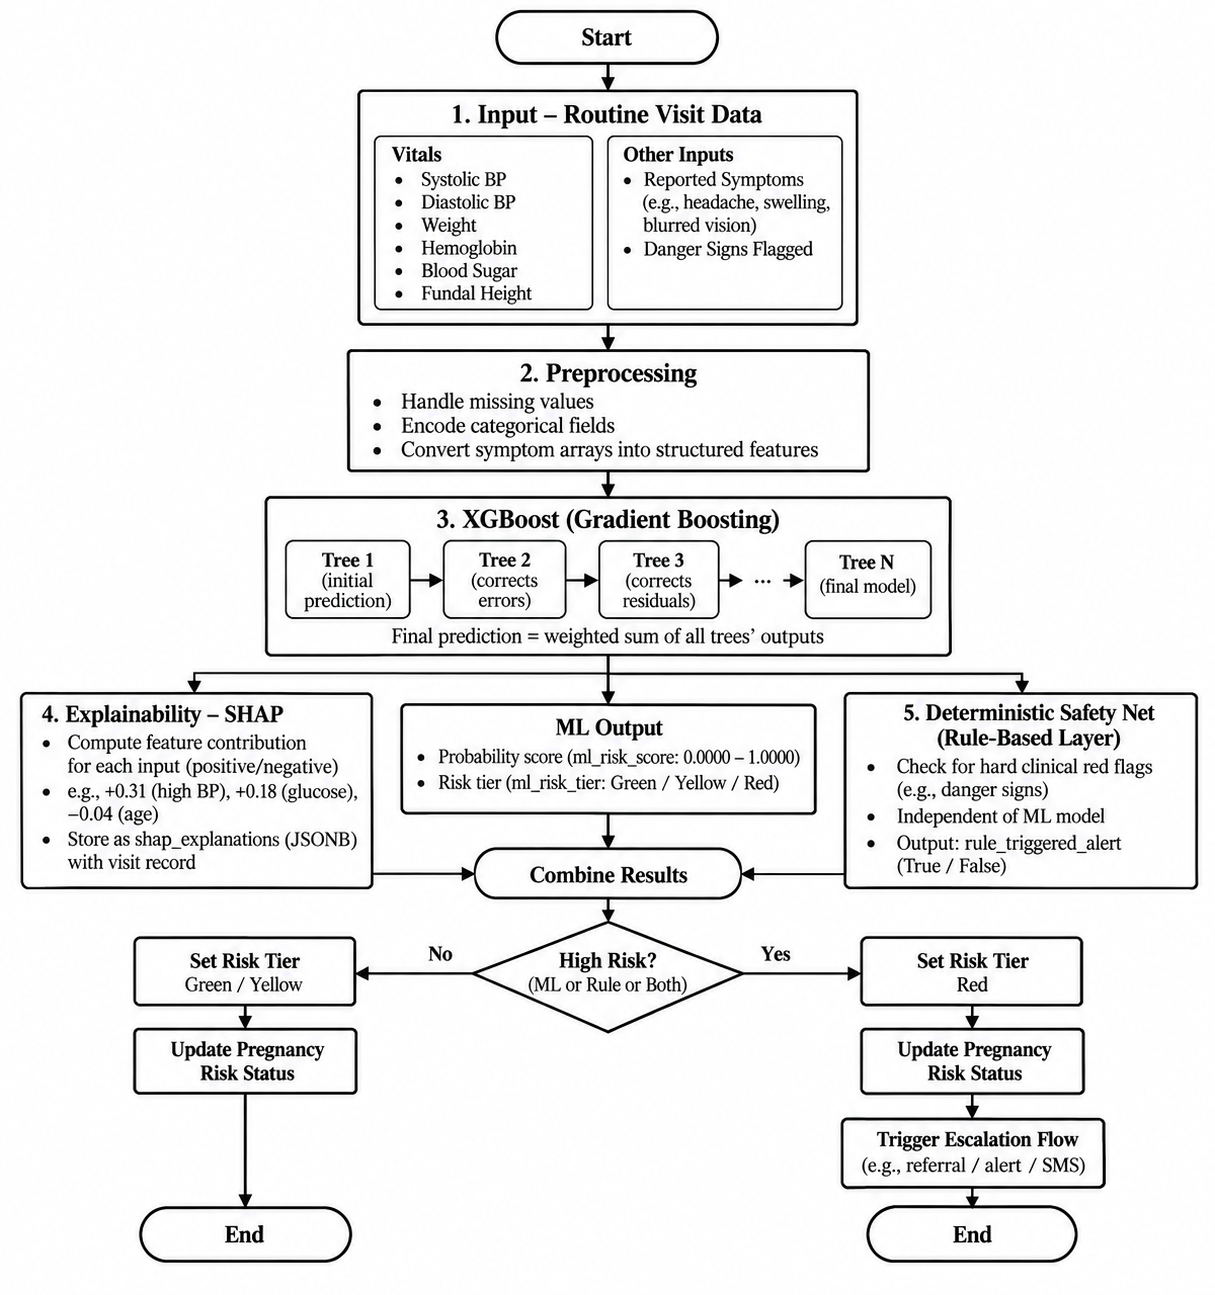 Start
1. Input – Routine Visit Data
Vitals
• Systolic BP
• Diastolic BP
• Weight
• Hemoglobin
• Blood Sugar
• Fundal Height
Other Inputs
• Reported Symptoms
(e.g., headache, swelling,
blurred vision)
• Danger Signs Flagged
2. Preprocessing
• Handle missing values
• Encode categorical fields
• Convert symptom arrays into structured features
3. XGBoost (Gradient Boosting)
Tree 1
(initial
prediction)
Tree 2
(corrects
errors)
Tree 3
(corrects
residuals)
...
Tree N
(final model)
Final prediction = weighted sum of all trees’ outputs
4. Explainability – SHAP
• Compute feature contribution
for each input (positive/negative)
• e.g., +0.31 (high BP), +0.18 (glucose),
−0.04 (age)
• Store as shap_explanations (JSONB)
with visit record
ML Output
• Probability score (ml_risk_score: 0.0000 – 1.0000)
• Risk tier (ml_risk_tier: Green / Yellow / Red)
5. Deterministic Safety Net
(Rule-Based Layer)
• Check for hard clinical red flags
(e.g., danger signs)
• Independent of ML model
• Output: rule_triggered_alert
(True / False)
Combine Results
High Risk?
(ML or Rule or Both)
No
Yes
Set Risk Tier
Green / Yellow
Update Pregnancy
Risk Status
End
Set Risk Tier
Red
Update Pregnancy
Risk Status
Trigger Escalation Flow
(e.g., referral / alert / SMS)
End